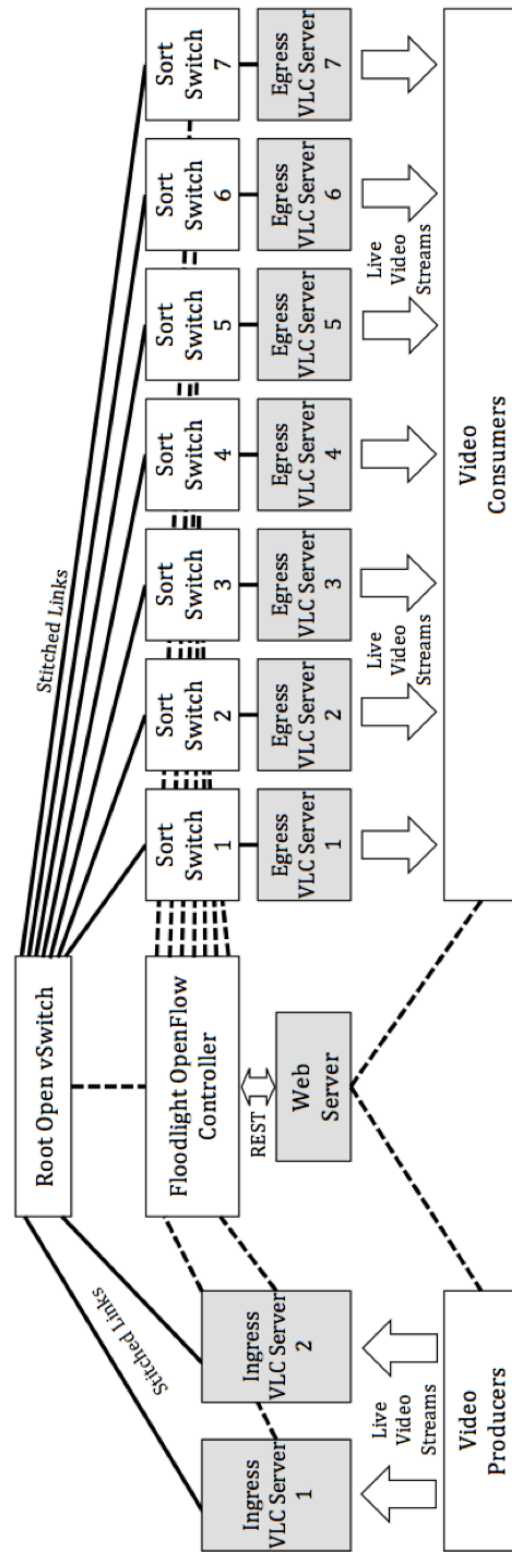 Root Open vSwitch
Stitched Links
Stitched Links
Ingress
VLC Server
1
Ingress
VLC Server
2
Floodlight OpenFlow
Controller
REST
Web
Server
Sort
Switch
1
Sort
Switch
2
Sort
Switch
3
Sort
Switch
4
Sort
Switch
5
Sort
Switch
6
Sort
Switch
7
Egress
VLC Server
1
Egress
VLC Server
2
Egress
VLC Server
3
Egress
VLC Server
4
Egress
VLC Server
5
Egress
VLC Server
6
Egress
VLC Server
7
Live
Video
Streams
Live
Video
Streams
Live
Video
Streams
Video
Producers
Video
Consumers